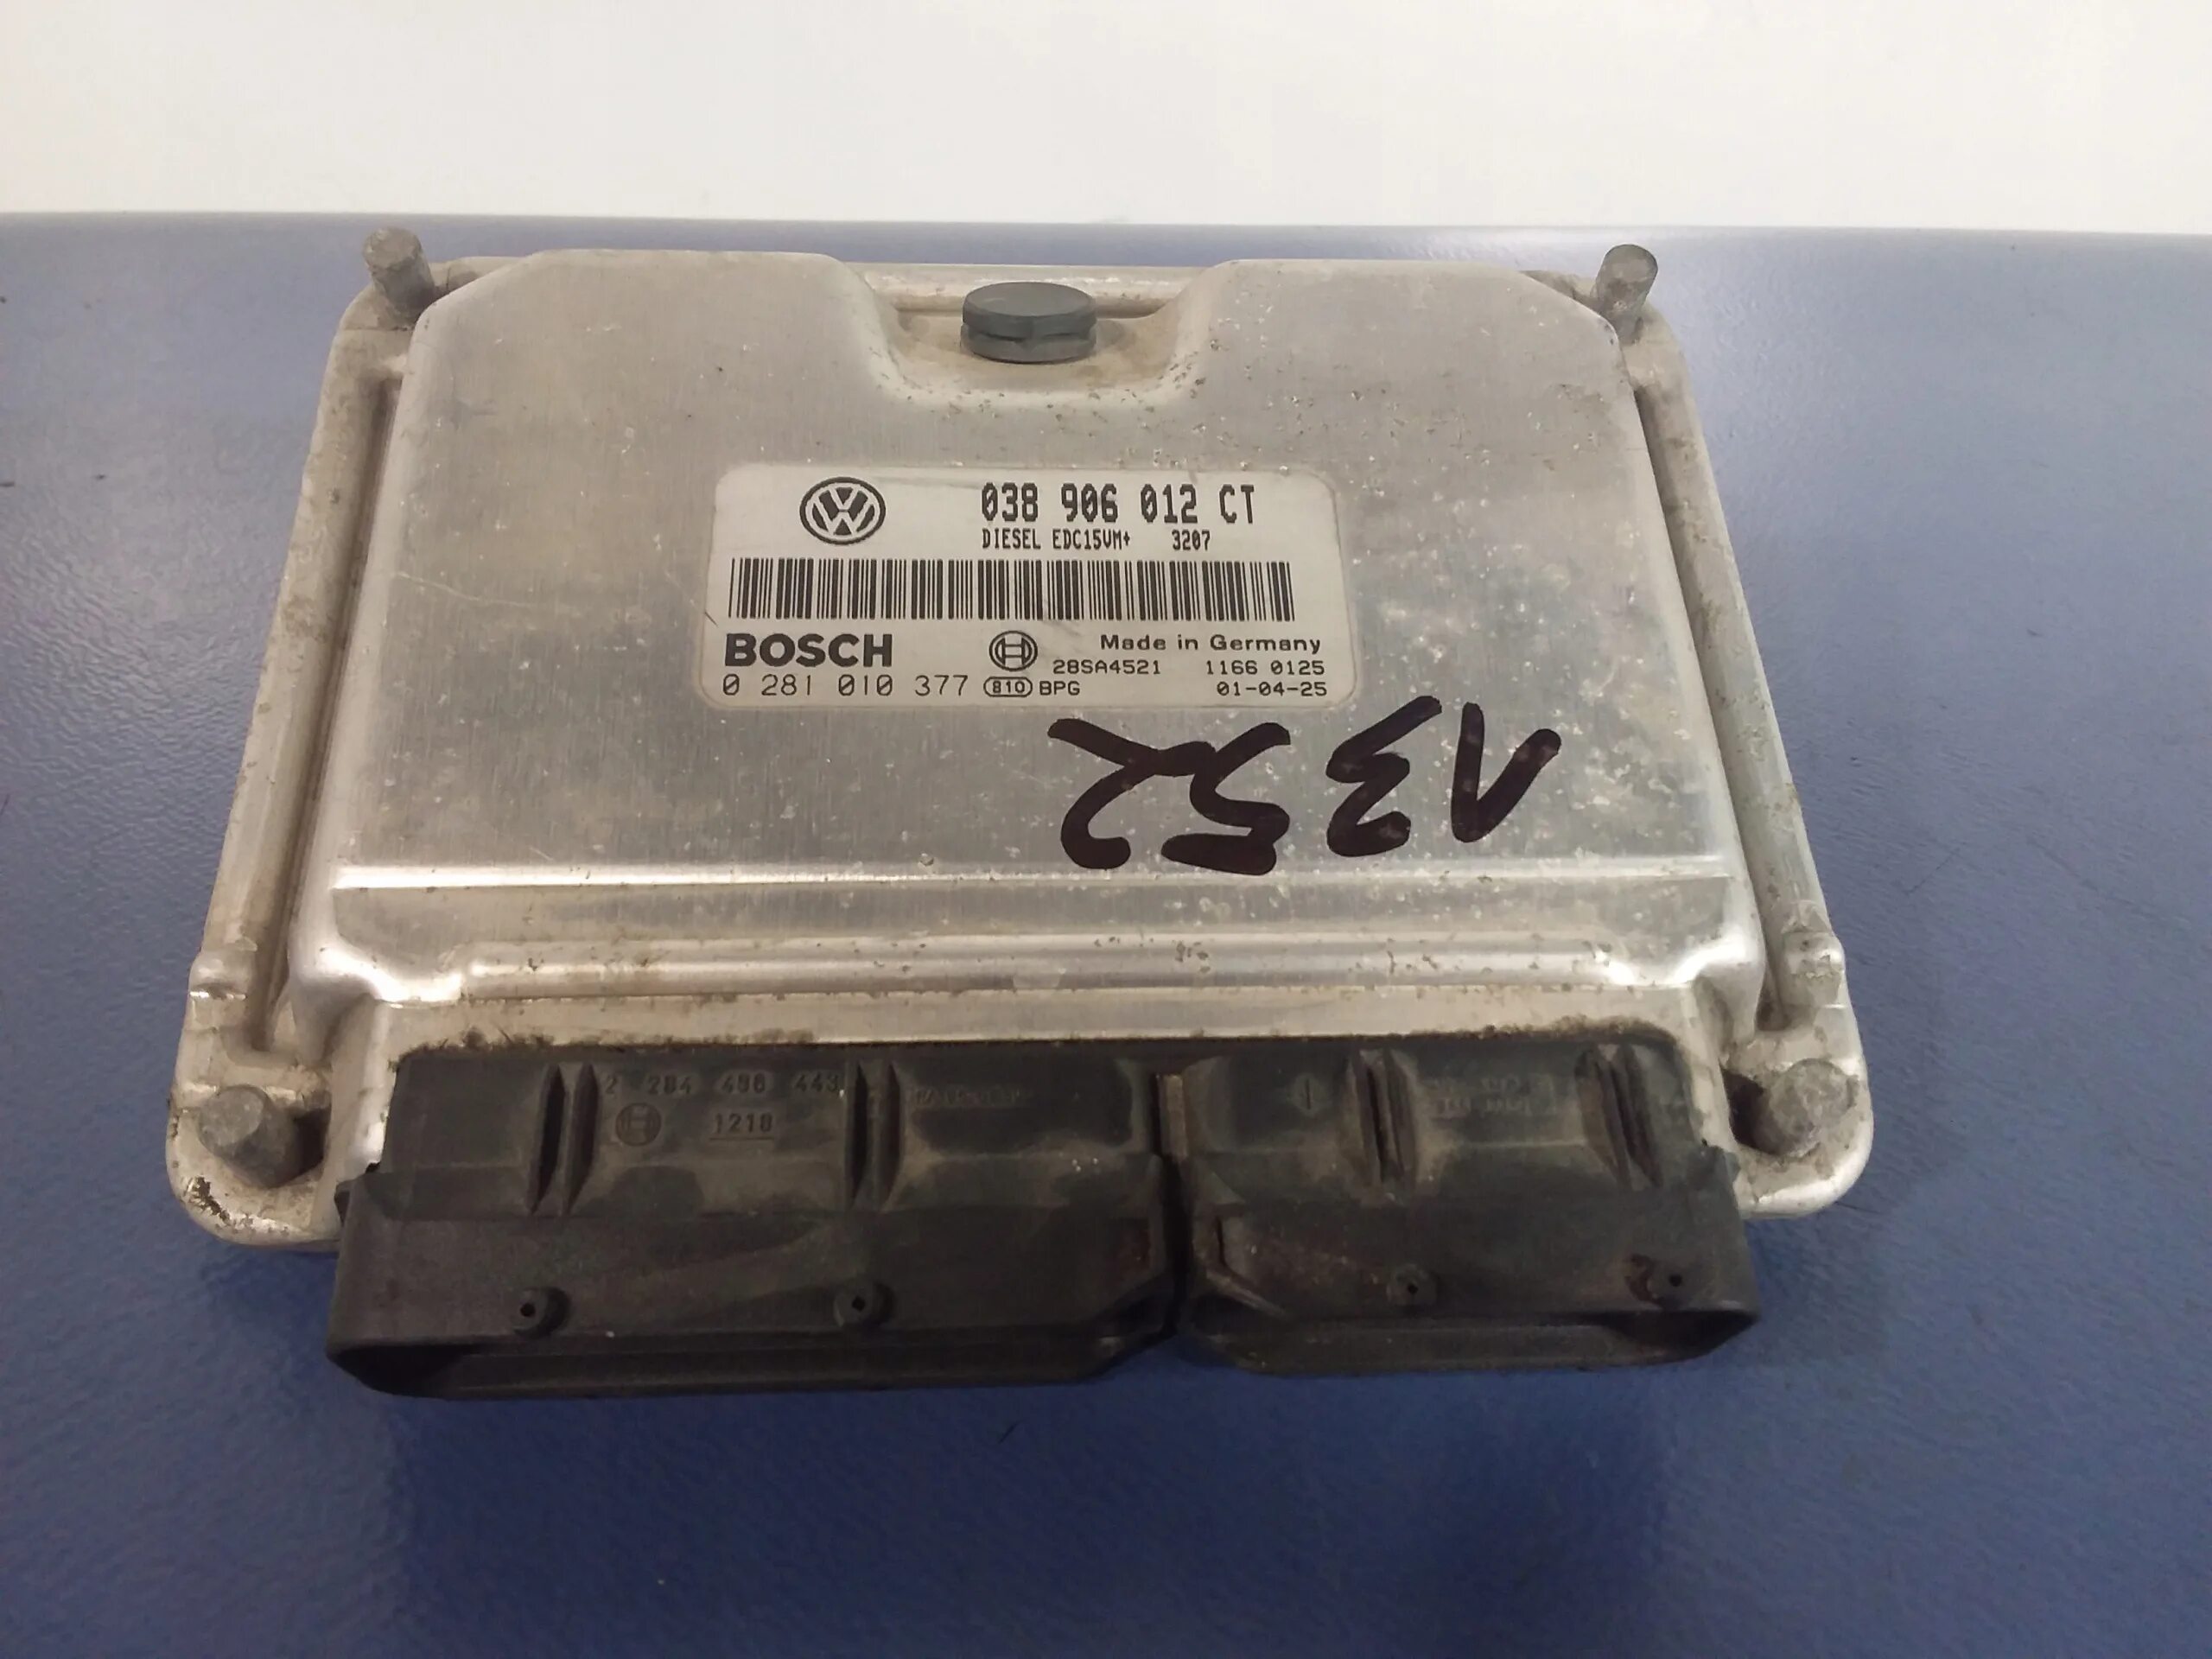 038 906 012 CT
DIESEL EDC15VM+ 3207
BOSCH
Made in Germany
28SA4521 1166 0125
0 281 010 377 810 BPG 01-04-25
1352
2 284 486 443
1218